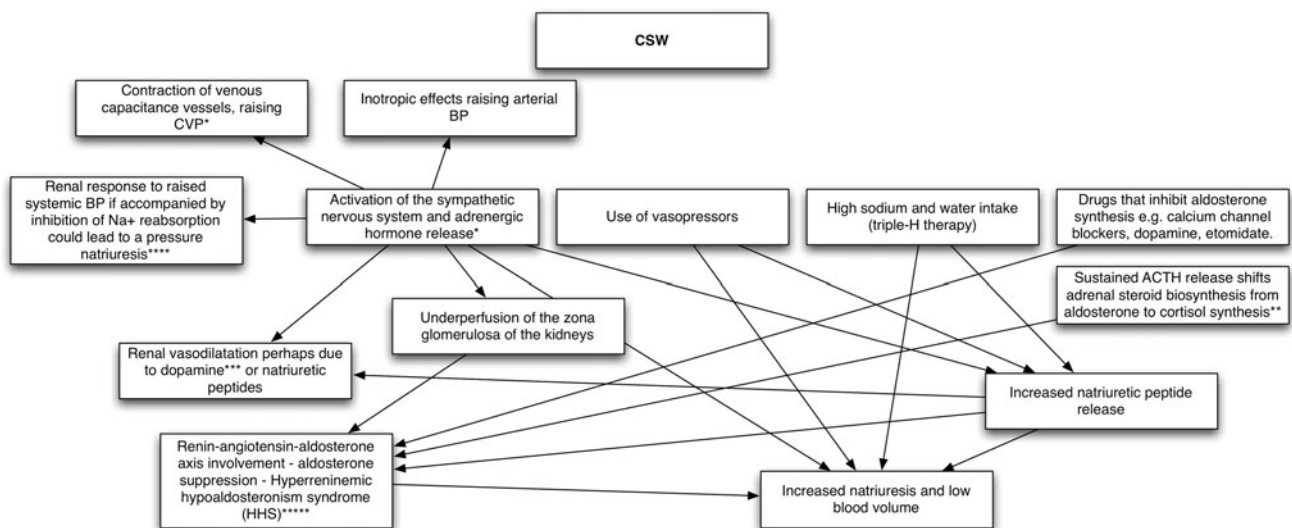 CSW
Contraction of venous
capacitance vessels, raising
CVP*
Inotropic effects raising arterial
BP
Renal response to raised
systemic BP if accompanied by
inhibition of Na+ reabsorption
could lead to a pressure
natriuresis****
Activation of the sympathetic
nervous system and adrenergic
hormone release*
Use of vasopressors
High sodium and water intake
(triple-H therapy)
Drugs that inhibit aldosterone
synthesis e.g. calcium channel
blockers, dopamine, etomidate.
Sustained ACTH release shifts
adrenal steroid biosynthesis from
aldosterone to cortisol synthesis**
Underperfusion of the zona
glomerulosa of the kidneys
Renal vasodilatation perhaps due
to dopamine*** or natriuretic
peptides
Increased natriuretic peptide
release
Renin-angiotensin-aldosterone
axis involvement - aldosterone
suppression - Hyperreninemic
hypoaldosteronism syndrome
(HHS)*****
Increased natriuresis and low
blood volume